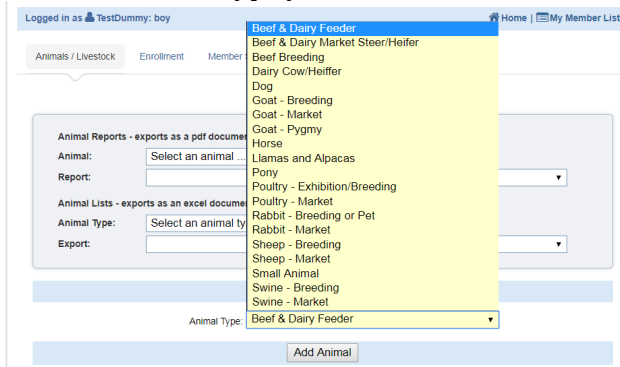 Logged in as TestDummy: boy
Home | My Member List
Animals / Livestock Enrollment Member
Beef & Dairy Feeder
Beef & Dairy Market Steer/Heifer
Beef Breeding
Dairy Cow/Heiffer
Dog
Goat - Breeding
Goat - Market
Goat - Pygmy
Horse
Llamas and Alpacas
Pony
Poultry - Exhibition/Breeding
Poultry - Market
Rabbit - Breeding or Pet
Rabbit - Market
Sheep - Breeding
Sheep - Market
Small Animal
Swine - Breeding
Swine - Market
Animal Reports - exports as a pdf documen
Animal: Select an animal ...
Report:
Animal Lists - exports as an excel documen
Animal Type: Select an animal ty
Export:
Animal Type: Beef & Dairy Feeder
Add Animal